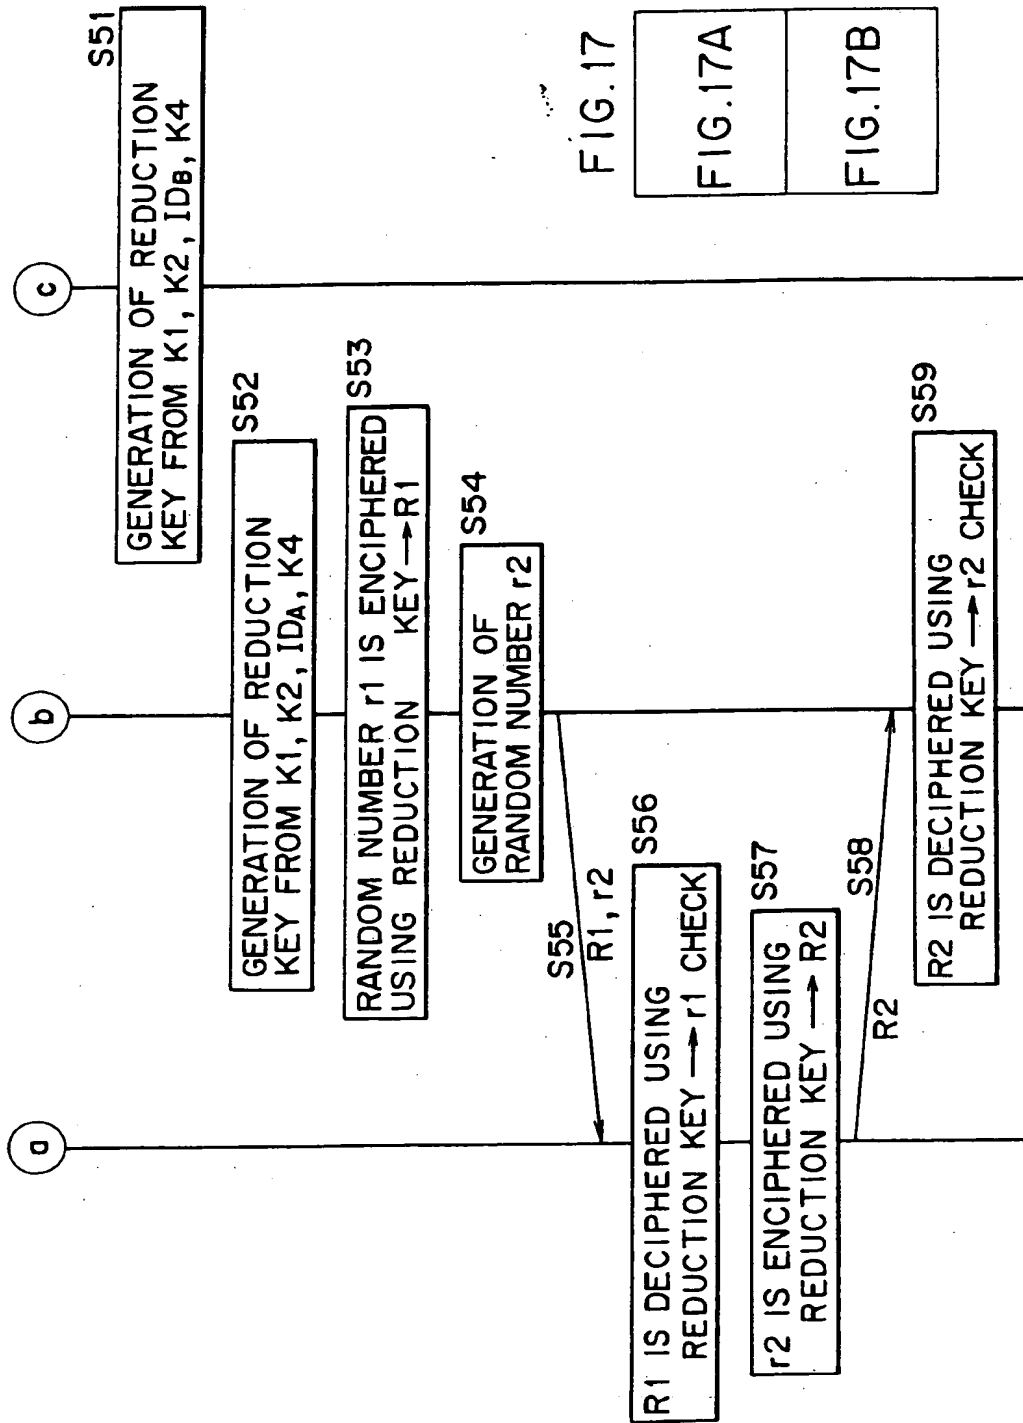 c
S51
GENERATION OF REDUCTION
KEY FROM K1, K2, IDB, K4
b
S52
GENERATION OF REDUCTION
KEY FROM K1, K2, IDA, K4
S53
RANDOM NUMBER r1 IS ENCIPHERED
USING REDUCTION KEY→R1
S54
GENERATION OF
RANDOM NUMBER r2
a
S55
R1, r2
S56
R1 IS DECIPHERED USING
REDUCTION KEY→r1 CHECK
S57
r2 IS ENCIPHERED USING
REDUCTION KEY→R2
S58
R2
S59
R2 IS DECIPHERED USING
REDUCTION KEY→r2 CHECK
FIG.17
FIG.17A
FIG.17B